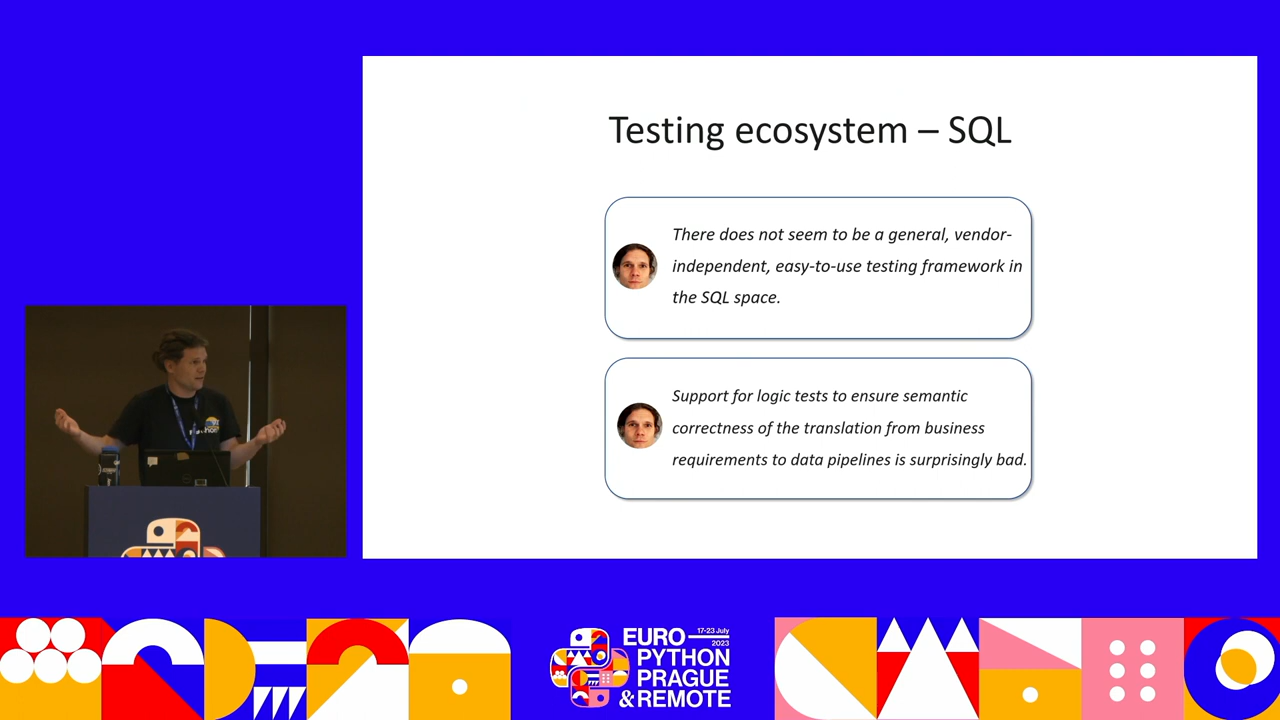 Testing ecosystem – SQL
There does not seem to be a general, vendor-
independent, easy-to-use testing framework in
the SQL space.
Support for logic tests to ensure semantic
correctness of the translation from business
requirements to data pipelines is surprisingly bad.
EURO
17-23 July
2023
PYTHON
PRAGUE
& REMOTE